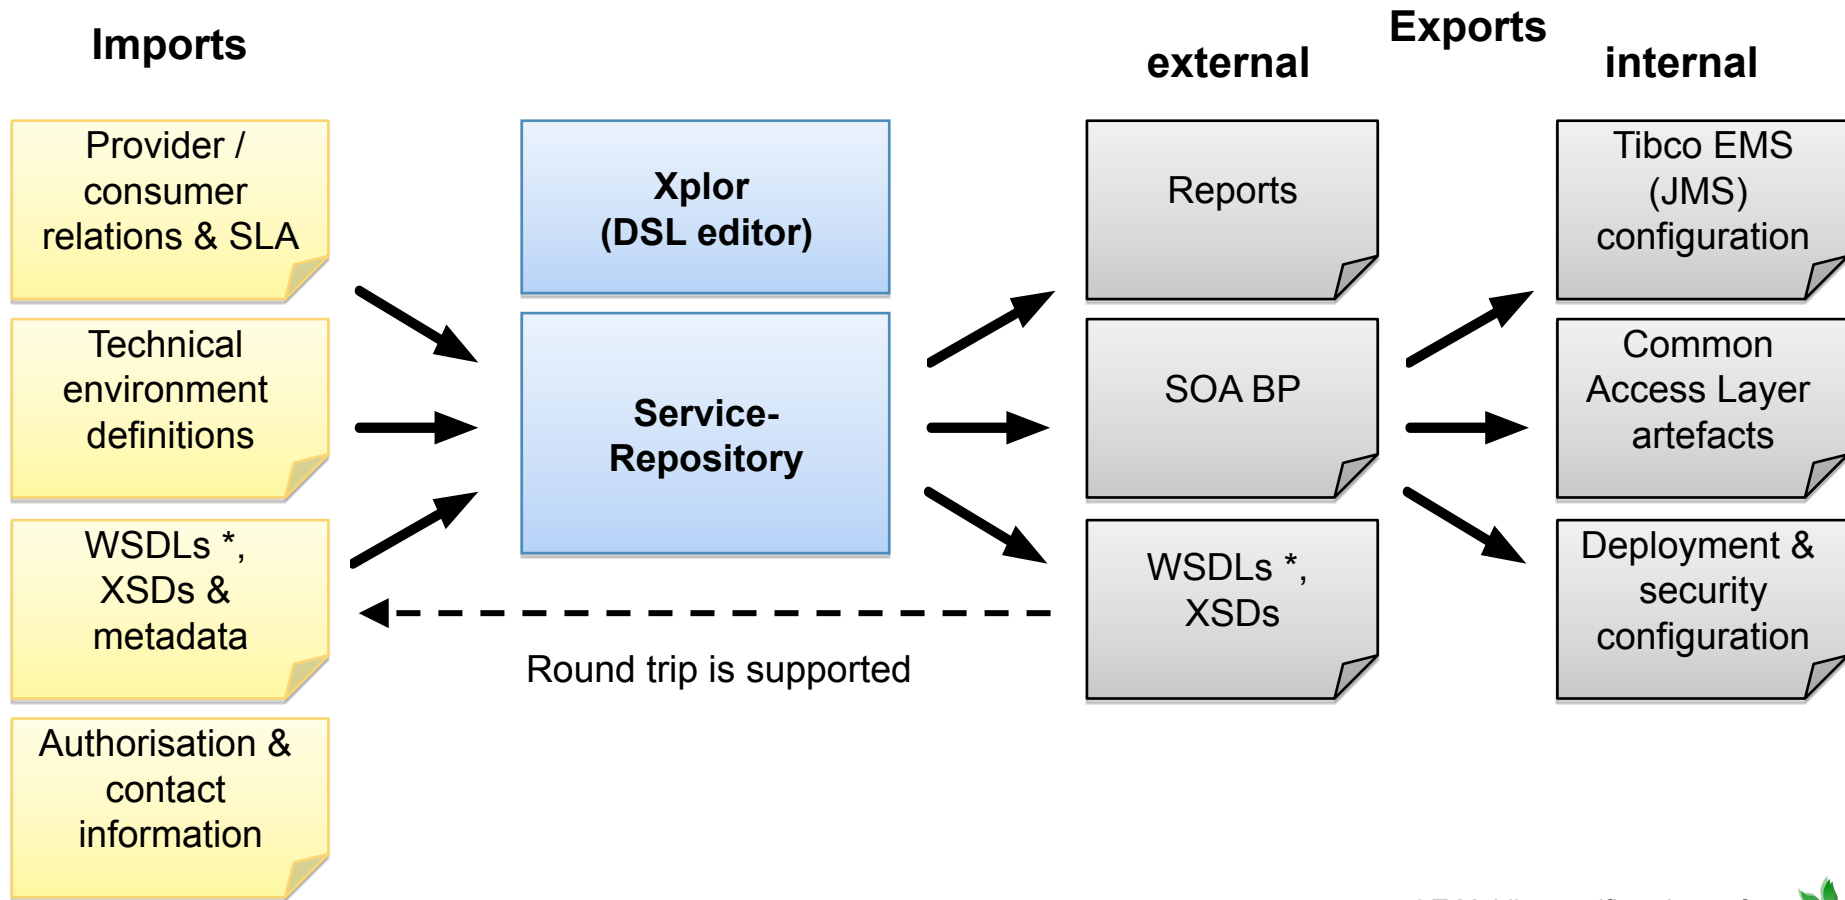 Imports
Exports
external
internal
Provider /
consumer
relations & SLA
Technical
environment
definitions
WSDLs *,
XSDs &
metadata
Authorisation &
contact
information
Xplor
(DSL editor)
Service-
Repository
Round trip is supported
Reports
SOA BP
WSDLs *,
XSDs
Tibco EMS
(JMS)
configuration
Common
Access Layer
artefacts
Deployment &
security
configuration